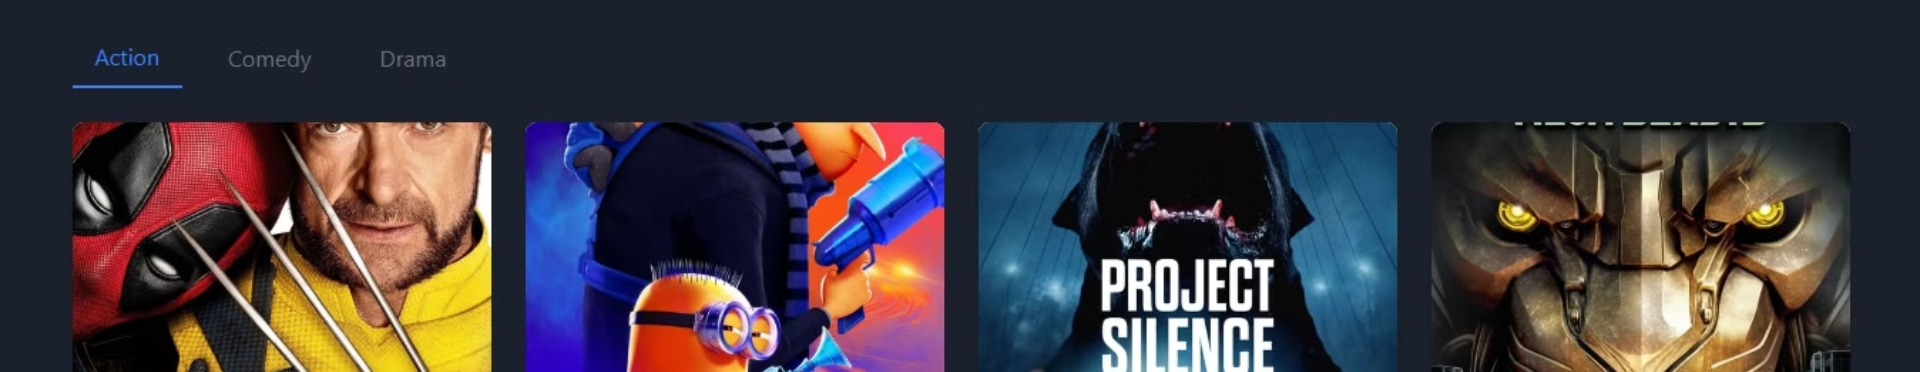 Action
Comedy
Drama
PROJECT
SILENCE